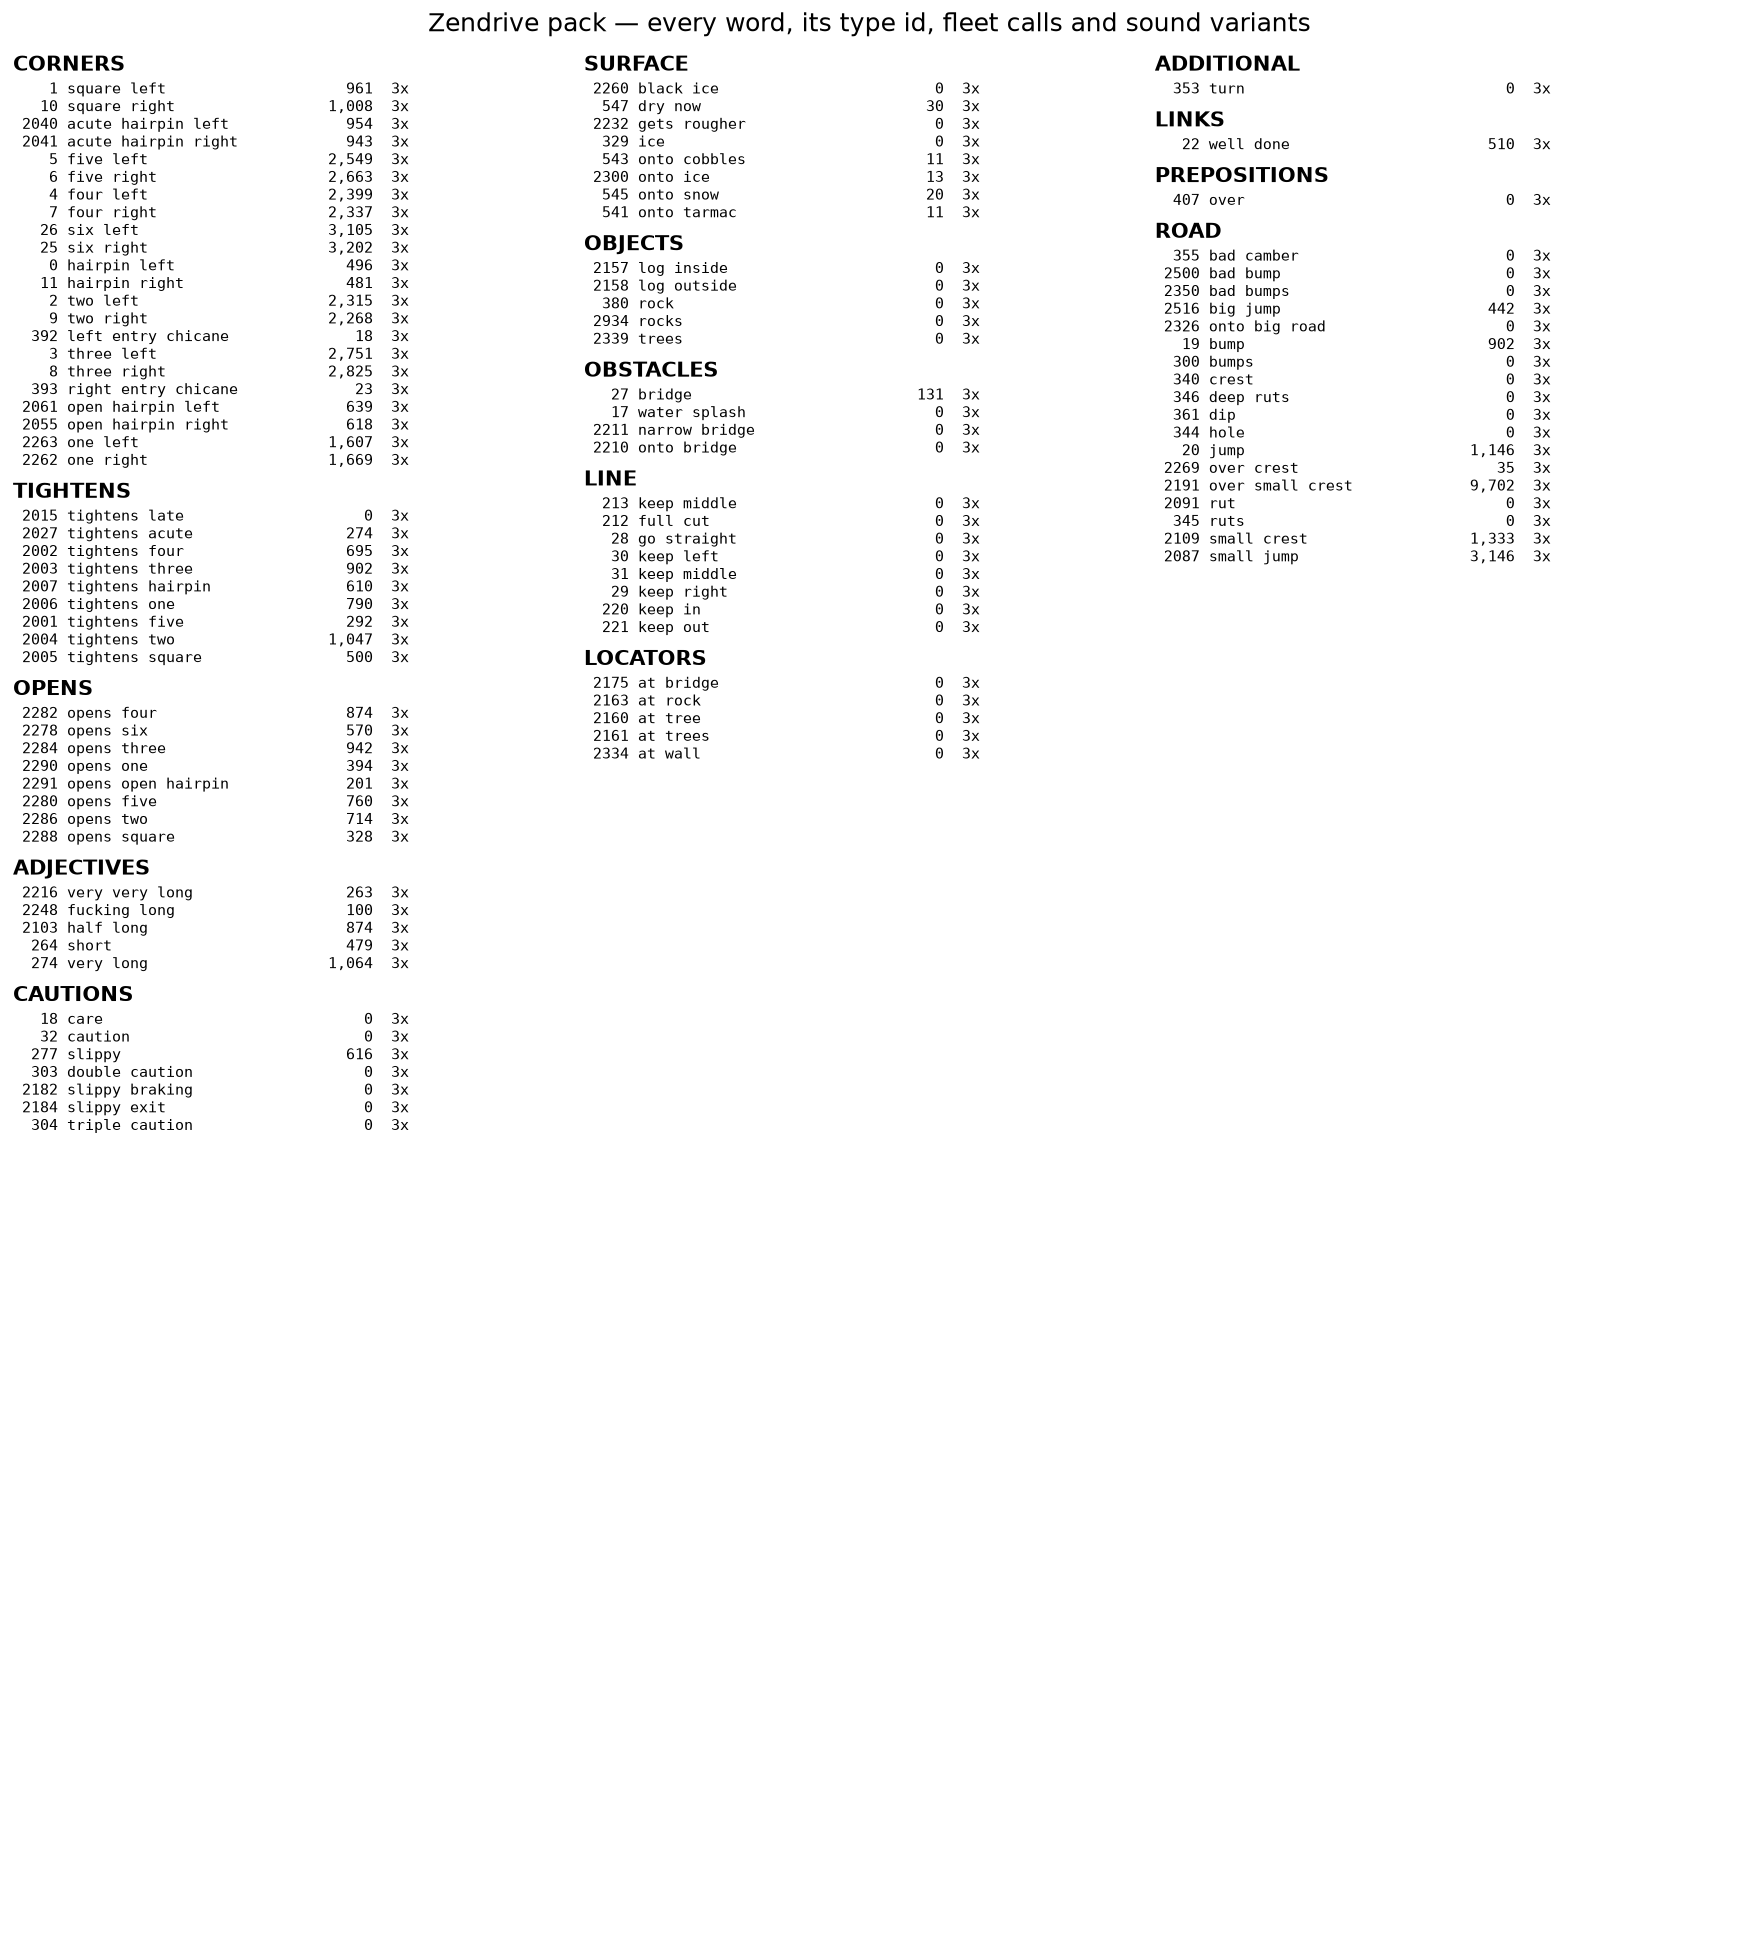 Zendrive pack — every word, its type id, fleet calls and sound variants
CORNERS
1 square left 961 3x
10 square right 1,008 3x
2040 acute hairpin left 954 3x
2041 acute hairpin right 943 3x
5 five left 2,549 3x
6 five right 2,663 3x
4 four left 2,399 3x
7 four right 2,337 3x
26 six left 3,105 3x
25 six right 3,202 3x
0 hairpin left 496 3x
11 hairpin right 481 3x
2 two left 2,315 3x
9 two right 2,268 3x
392 left entry chicane 18 3x
3 three left 2,751 3x
8 three right 2,825 3x
393 right entry chicane 23 3x
2061 open hairpin left 639 3x
2055 open hairpin right 618 3x
2263 one left 1,607 3x
2262 one right 1,669 3x
TIGHTENS
2015 tightens late 0 3x
2027 tightens acute 274 3x
2002 tightens four 695 3x
2003 tightens three 902 3x
2007 tightens hairpin 610 3x
2006 tightens one 790 3x
2001 tightens five 292 3x
2004 tightens two 1,047 3x
2005 tightens square 500 3x
OPENS
2282 opens four 874 3x
2278 opens six 570 3x
2284 opens three 942 3x
2290 opens one 394 3x
2291 opens open hairpin 201 3x
2280 opens five 760 3x
2286 opens two 714 3x
2288 opens square 328 3x
ADJECTIVES
2216 very very long 263 3x
2248 fucking long 100 3x
2103 half long 874 3x
264 short 479 3x
274 very long 1,064 3x
CAUTIONS
18 care 0 3x
32 caution 0 3x
277 slippy 616 3x
303 double caution 0 3x
2182 slippy braking 0 3x
2184 slippy exit 0 3x
304 triple caution 0 3x
SURFACE
2260 black ice 0 3x
547 dry now 30 3x
2232 gets rougher 0 3x
329 ice 0 3x
543 onto cobbles 11 3x
2300 onto ice 13 3x
545 onto snow 20 3x
541 onto tarmac 11 3x
OBJECTS
2157 log inside 0 3x
2158 log outside 0 3x
380 rock 0 3x
2934 rocks 0 3x
2339 trees 0 3x
OBSTACLES
27 bridge 131 3x
17 water splash 0 3x
2211 narrow bridge 0 3x
2210 onto bridge 0 3x
LINE
213 keep middle 0 3x
212 full cut 0 3x
28 go straight 0 3x
30 keep left 0 3x
31 keep middle 0 3x
29 keep right 0 3x
220 keep in 0 3x
221 keep out 0 3x
LOCATORS
2175 at bridge 0 3x
2163 at rock 0 3x
2160 at tree 0 3x
2161 at trees 0 3x
2334 at wall 0 3x
ADDITIONAL
353 turn 0 3x
LINKS
22 well done 510 3x
PREPOSITIONS
407 over 0 3x
ROAD
355 bad camber 0 3x
2500 bad bump 0 3x
2350 bad bumps 0 3x
2516 big jump 442 3x
2326 onto big road 0 3x
19 bump 902 3x
300 bumps 0 3x
340 crest 0 3x
346 deep ruts 0 3x
361 dip 0 3x
344 hole 0 3x
20 jump 1,146 3x
2269 over crest 35 3x
2191 over small crest 9,702 3x
2091 rut 0 3x
345 ruts 0 3x
2109 small crest 1,333 3x
2087 small jump 3,146 3x